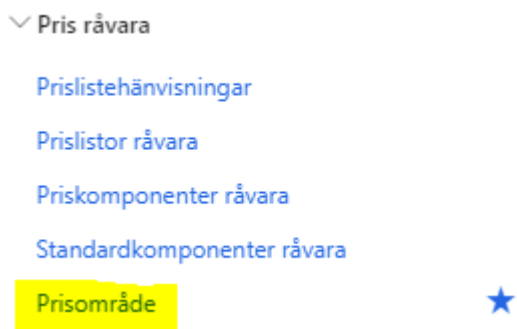 Pris råvara
Prislistehänvisningar
Prislistor råvara
Priskomponenter råvara
Standardkomponenter råvara
Prisområde